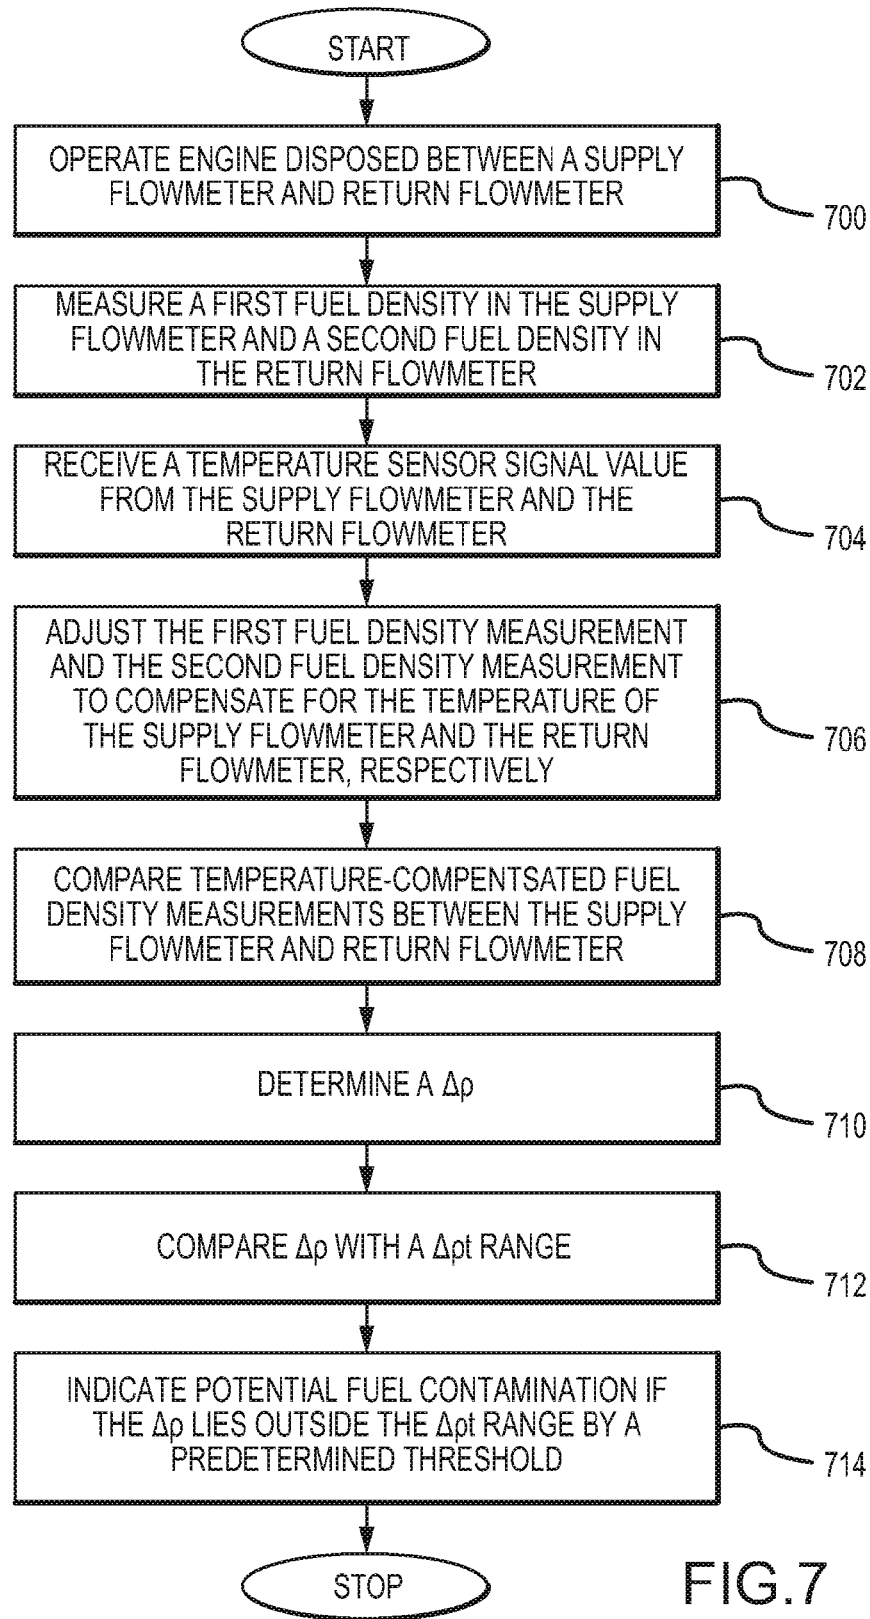 START
OPERATE ENGINE DISPOSED BETWEEN A SUPPLY
FLOWMETER AND RETURN FLOWMETER
700
MEASURE A FIRST FUEL DENSITY IN THE SUPPLY
FLOWMETER AND A SECOND FUEL DENSITY IN
THE RETURN FLOWMETER
702
RECEIVE A TEMPERATURE SENSOR SIGNAL VALUE
FROM THE SUPPLY FLOWMETER AND THE
RETURN FLOWMETER
704
ADJUST THE FIRST FUEL DENSITY MEASUREMENT
AND THE SECOND FUEL DENSITY MEASUREMENT
TO COMPENSATE FOR THE TEMPERATURE OF
THE SUPPLY FLOWMETER AND THE RETURN
FLOWMETER, RESPECTIVELY
706
COMPARE TEMPERATURE-COMPENTSATED FUEL
DENSITY MEASUREMENTS BETWEEN THE SUPPLY
FLOWMETER AND RETURN FLOWMETER
708
DETERMINE A Δρ
710
COMPARE Δρ WITH A Δρt RANGE
712
INDICATE POTENTIAL FUEL CONTAMINATION IF
THE Δρ LIES OUTSIDE THE Δρt RANGE BY A
PREDETERMINED THRESHOLD
714
STOP
FIG.7